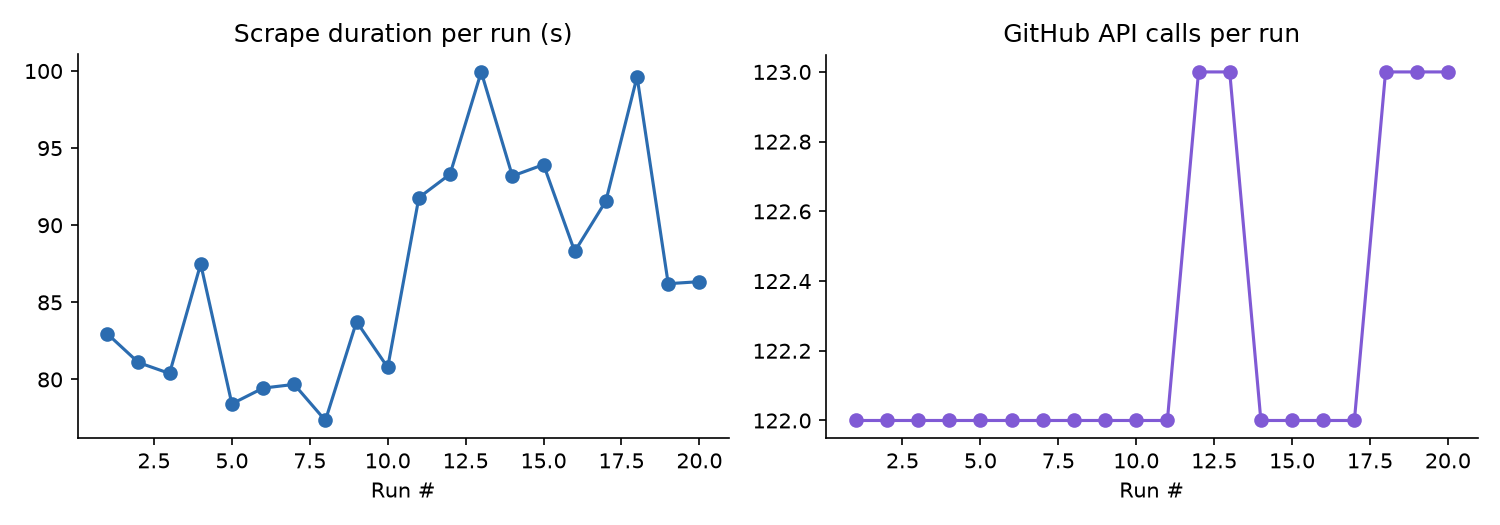 Scrape duration per run (s)
100
95
90
85
80
2.5 5.0 7.5 10.0 12.5 15.0 17.5 20.0
Run #
GitHub API calls per run
123.0
122.8
122.6
122.4
122.2
122.0
2.5 5.0 7.5 10.0 12.5 15.0 17.5 20.0
Run #